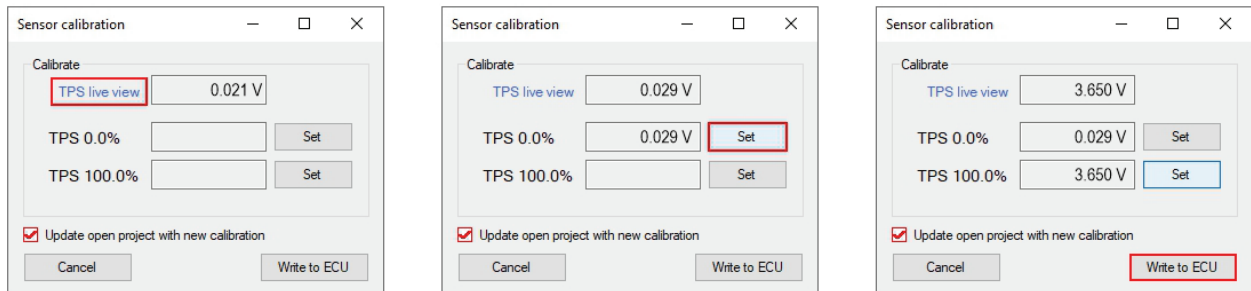 Sensor calibration
Calibrate
TPS live view 0.021 V
TPS 0.0% Set
TPS 100.0% Set
Update open project with new calibration
Cancel Write to ECU
Sensor calibration
Calibrate
TPS live view 0.029 V
TPS 0.0% 0.029 V Set
TPS 100.0% Set
Update open project with new calibration
Cancel Write to ECU
Sensor calibration
Calibrate
TPS live view 3.650 V
TPS 0.0% 0.029 V Set
TPS 100.0% 3.650 V Set
Update open project with new calibration
Cancel Write to ECU